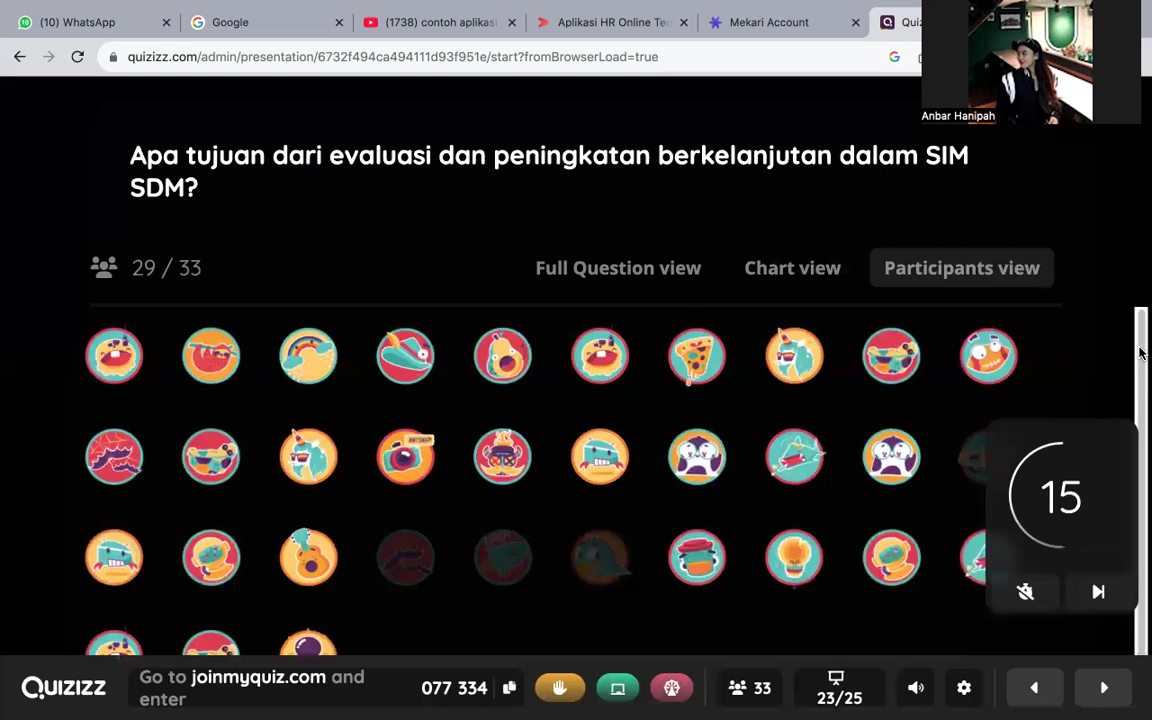 (10) WhatsApp
Google
(1738) contoh aplikasi
Aplikasi HR Online Te
Mekari Account
Qui
quizizz.com/admin/presentation/6732f494ca494111d93f951e/start?fromBrowserLoad=true
Anbar Hanipah
Apa tujuan dari evaluasi dan peningkatan berkelanjutan dalam SIM
SDM?
29 / 33
Full Question view
Chart view
Participants view
15
Quizizz
Go to joinmyquiz.com and
enter
077 334
33
23/25